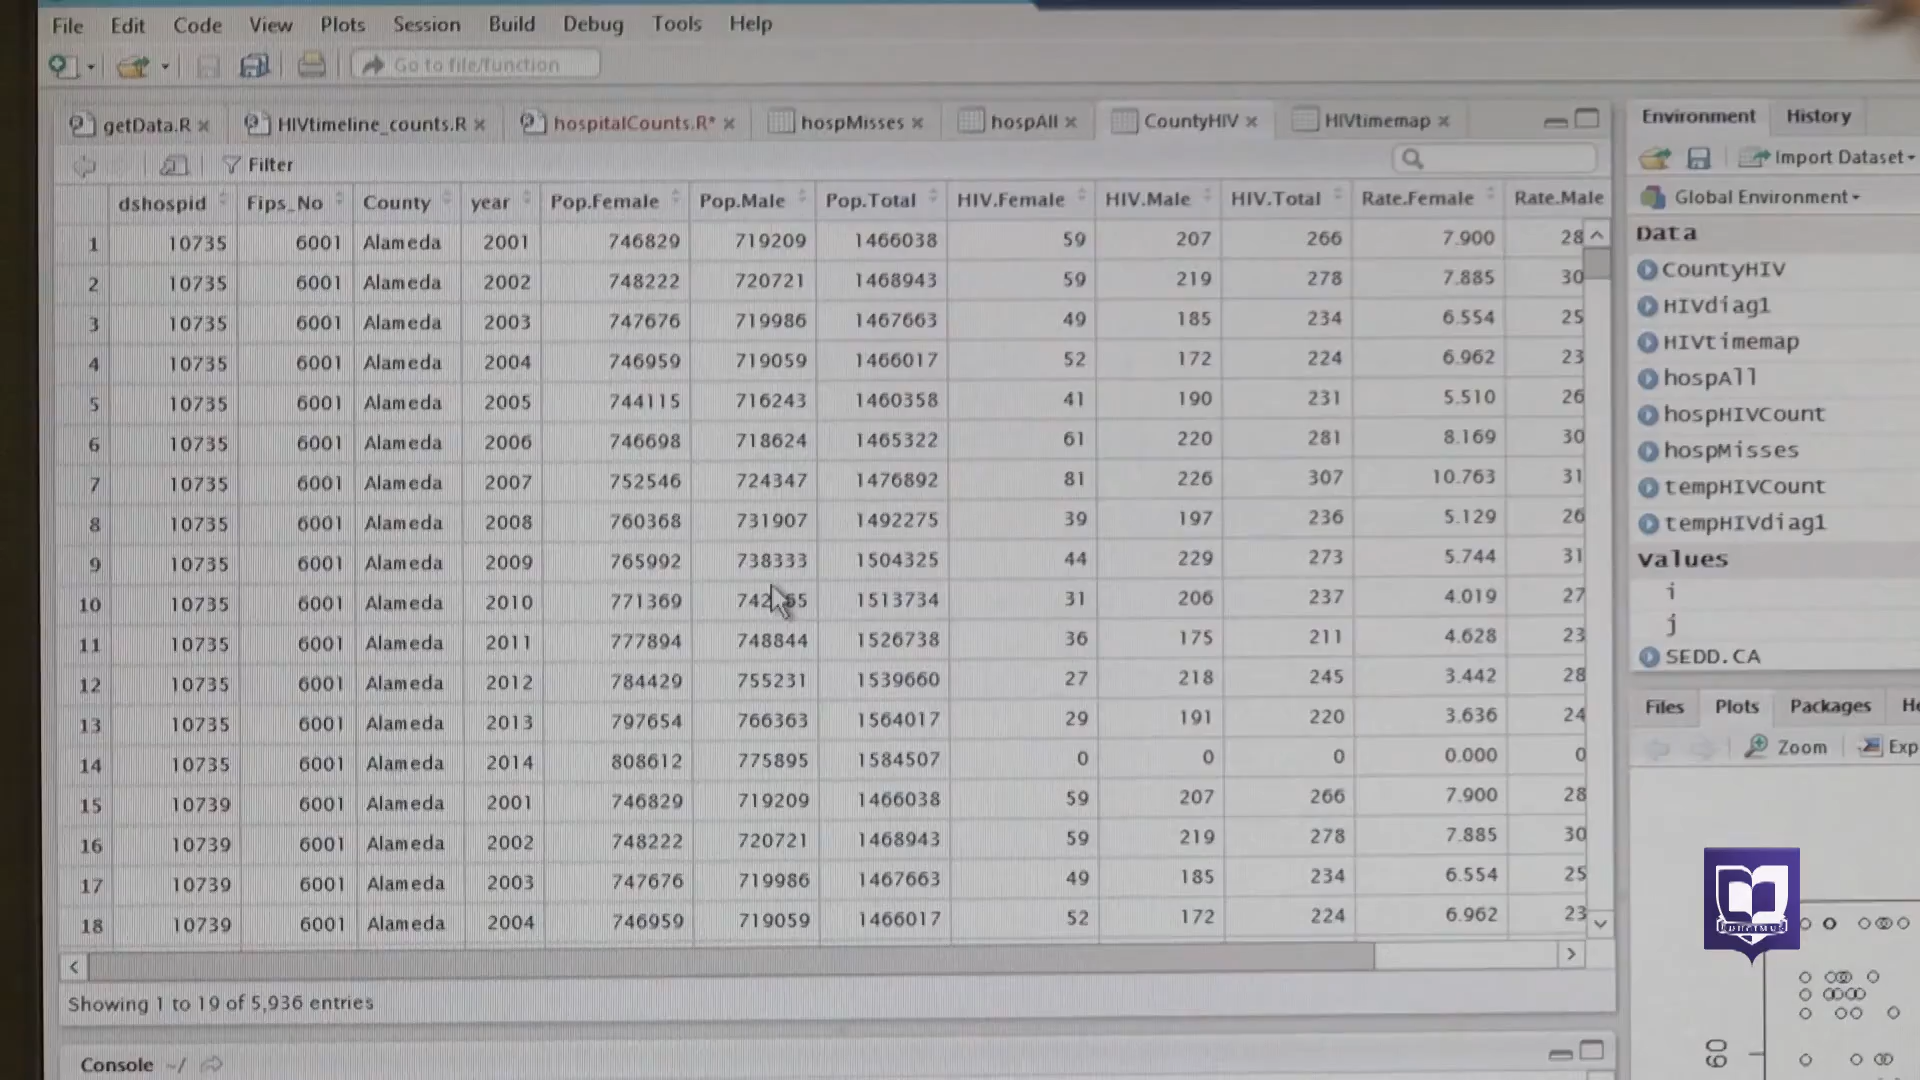 File Edit Code View Plots Session Build Debug Tools Help
Go to file/function
getData.R HIVtimeline_counts.R hospitalCounts.R* hospMisses hospAll CountyHIV HIVtimemap
Filter
dshospid Fips_No County year Pop.Female Pop.Male Pop.Total HIV.Female HIV.Male HIV.Total Rate.Female Rate.Male
1 10735 6001 Alameda 2001 746829 719209 1466038 59 207 266 7.900 28
2 10735 6001 Alameda 2002 748222 720721 1468943 59 219 278 7.885 30
3 10735 6001 Alameda 2003 747676 719986 1467663 49 185 234 6.554 25
4 10735 6001 Alameda 2004 746959 719059 1466017 52 172 224 6.962 23
5 10735 6001 Alameda 2005 744115 716243 1460358 41 190 231 5.510 26
6 10735 6001 Alameda 2006 746698 718624 1465322 61 220 281 8.169 30
7 10735 6001 Alameda 2007 752546 724347 1476892 81 226 307 10.763 31
8 10735 6001 Alameda 2008 760368 731907 1492275 39 197 236 5.129 26
9 10735 6001 Alameda 2009 765992 738333 1504325 44 229 273 5.744 31
10 10735 6001 Alameda 2010 771369 1513734 31 206 237 4.019 27
11 10735 6001 Alameda 2011 777894 748844 1526738 36 175 211 4.628 23
12 10735 6001 Alameda 2012 784429 755231 1539660 27 218 245 3.442 28
13 10735 6001 Alameda 2013 797654 766363 1564017 29 191 220 3.636 24
14 10735 6001 Alameda 2014 808612 775895 1584507 0 0 0 0.000 0
15 10739 6001 Alameda 2001 746829 719209 1466038 59 207 266 7.900 28
16 10739 6001 Alameda 2002 748222 720721 1468943 59 219 278 7.885 30
17 10739 6001 Alameda 2003 747676 719986 1467663 49 185 234 6.554 25
18 10739 6001 Alameda 2004 746959 719059 1466017 52 172 224 6.962 23
Showing 1 to 19 of 5,936 entries
Console ~/
Environment History
Import Dataset
Global Environment
Data
CountyHIV
HIVdiag1
HIVtimemap
hospAll
hospHIVCount
hospMisses
tempHIVCount
tempHIVdiag1
values
i
j
SEDD.CA
Files Plots Packages He
Zoom Exp
60